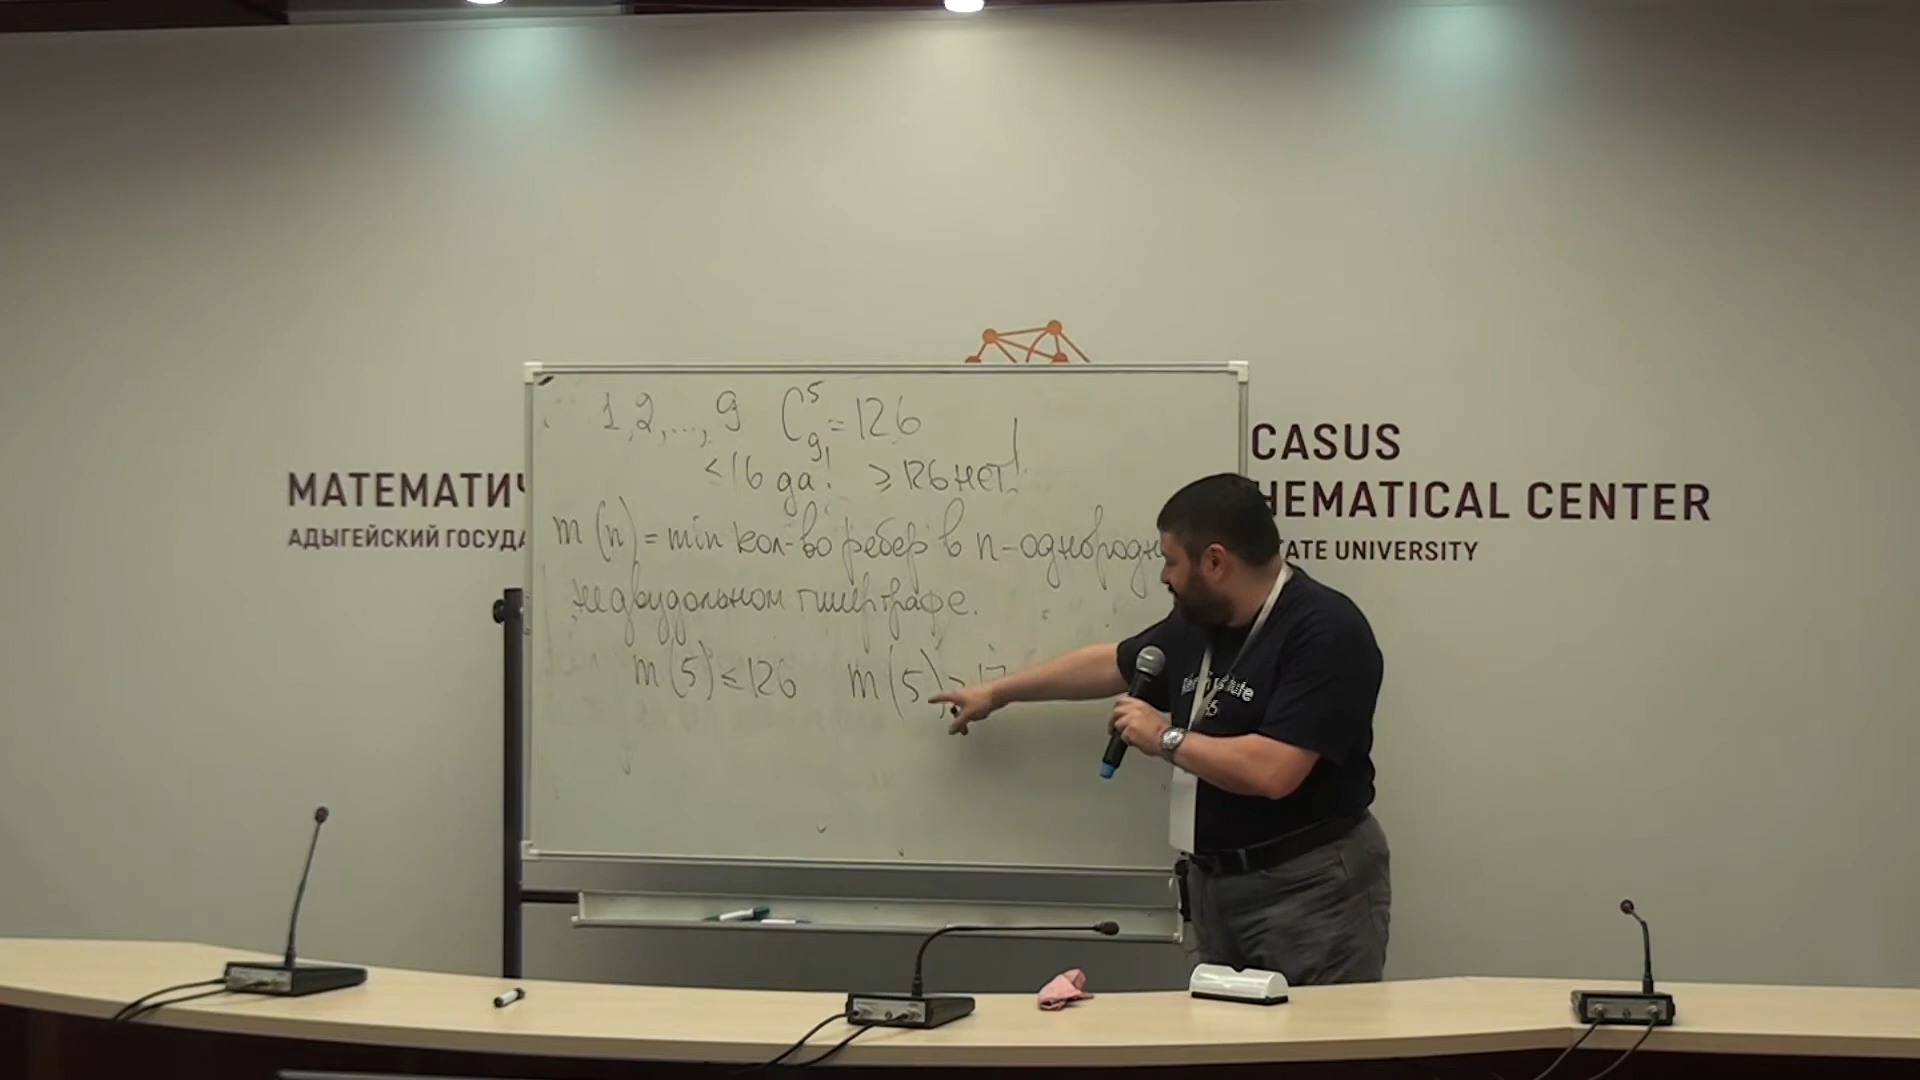 1, 2, ..., 9 C₉⁵ = 126
≤ 16 да! ≥ 126 нет!
m(n) = min кол-во ребер в n-однородн
недвудольном гиперграфе.
m(5) ≤ 126 m(5) ≥ 17
МАТЕМАТИЧ
АДЫГЕЙСКИЙ ГОСУДА
CASUS
HEMATICAL CENTER
TATE UNIVERSITY